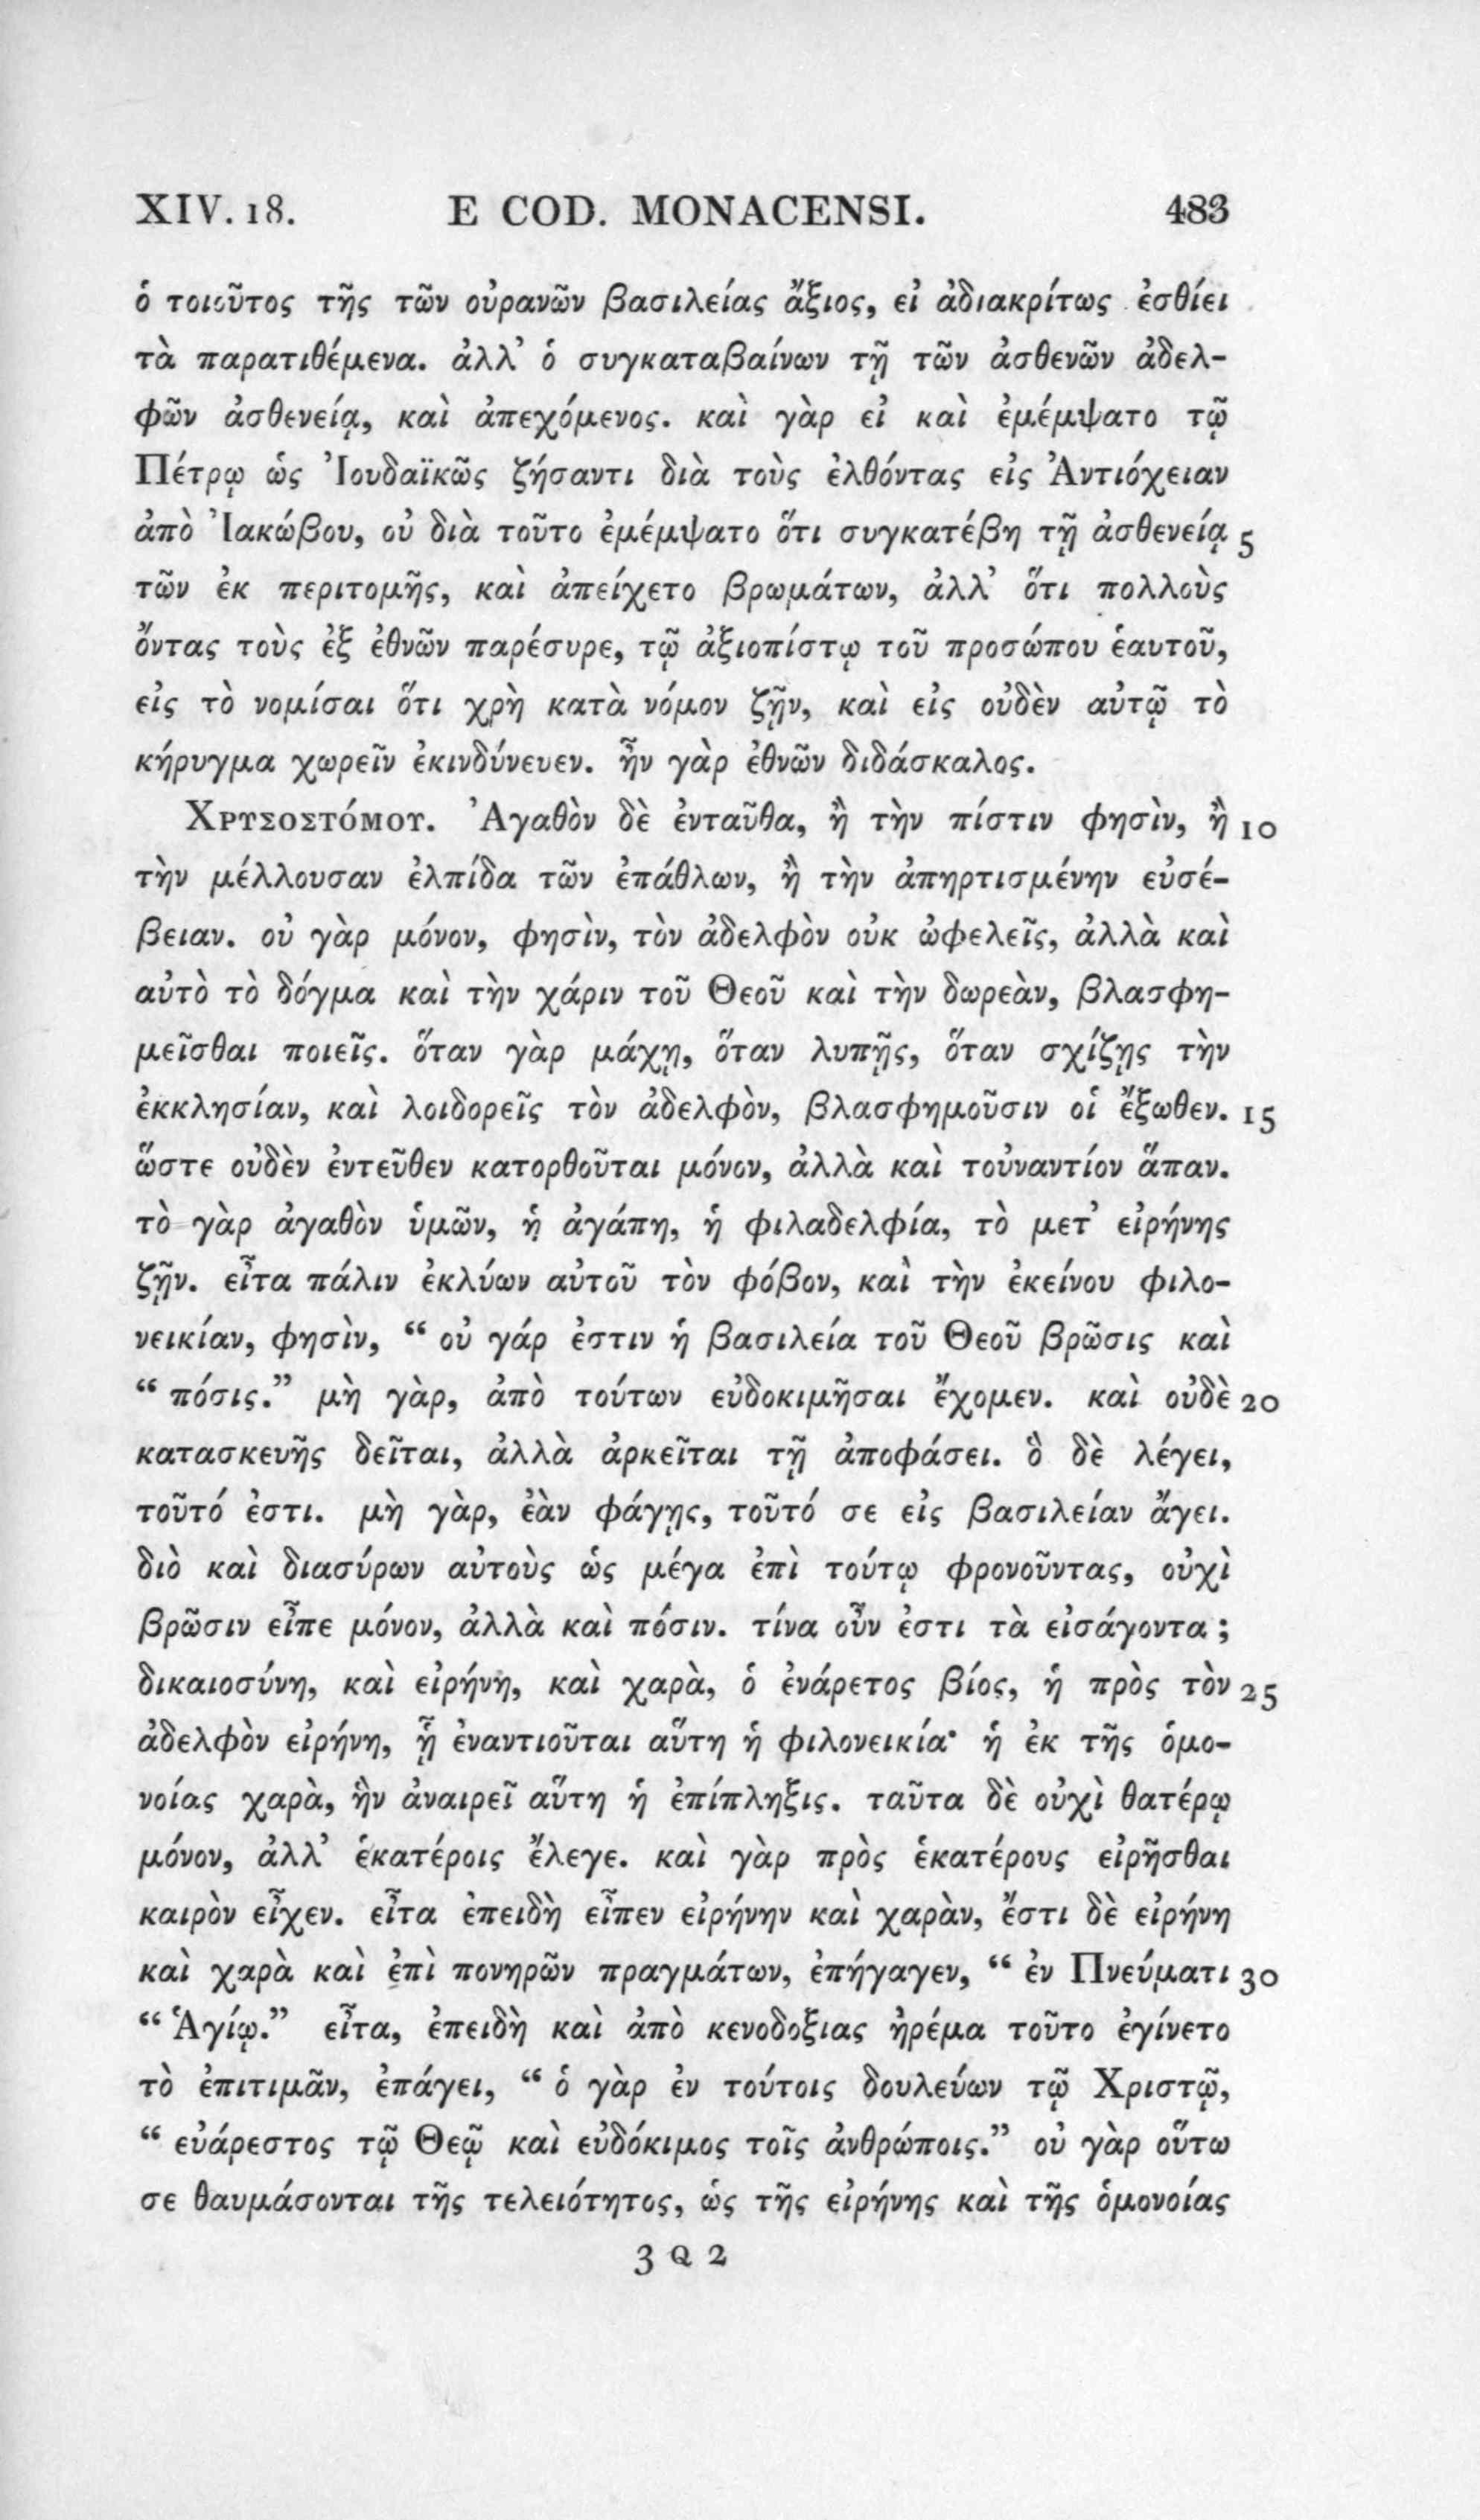 XIV. 18. E COD. MONACENSI. 483
ὁ τοιοῦτος τῆς τῶν οὐρανῶν βασιλείας ἄξιος, εἰ ἀδιακρίτως ἐσθίει
τὰ παρατιθέμενα. ἀλλ’ ὁ συγκαταβαίνων τῇ τῶν ἀσθενῶν ἀδελ-
φῶν ἀσθενείᾳ, καὶ ἀπεχόμενος. καὶ γὰρ εἰ καὶ ἐμέμψατο τῷ
Πέτρῳ ὡς Ἰουδαϊκῶς ζήσαντι διὰ τοὺς ἐλθόντας εἰς Ἀντιόχειαν
ἀπὸ Ἰακώβου, οὐ διὰ τοῦτο ἐμέμψατο ὅτι συγκατέβη τῇ ἀσθενείᾳ 5
τῶν ἐκ περιτομῆς, καὶ ἀπείχετο βρωμάτων, ἀλλ’ ὅτι πολλοὺς
ὄντας τοὺς ἐξ ἐθνῶν παρέσυρε, τῷ ἀξιοπίστῳ τοῦ προσώπου ἑαυτοῦ,
εἰς τὸ νομίσαι ὅτι χρὴ κατὰ νόμον ζῇν, καὶ εἰς οὐδὲν αὐτῷ τὸ
κήρυγμα χωρεῖν ἐκινδύνευεν. ἦν γὰρ ἐθνῶν διδάσκαλος.
Χρυσοστόμου. Ἀγαθὸν δὲ ἐνταῦθα, ἢ τὴν πίστιν φησὶν, ἢ 10
τὴν μέλλουσαν ἐλπίδα τῶν ἐπάθλων, ἢ τὴν ἀπηρτισμένην εὐσέ-
βειαν. οὐ γὰρ μόνον, φησὶν, τὸν ἀδελφὸν οὐκ ὠφελεῖς, ἀλλὰ καὶ
αὐτὸ τὸ δόγμα καὶ τὴν χάριν τοῦ Θεοῦ καὶ τὴν δωρεὰν, βλασφη-
μεῖσθαι ποιεῖς. ὅταν γὰρ μάχῃ, ὅταν λυπῇς, ὅταν σχίζῃς τὴν
ἐκκλησίαν, καὶ λοιδορεῖς τὸν ἀδελφὸν, βλασφημοῦσιν οἱ ἔξωθεν. 15
ὥστε οὐδὲν ἐντεῦθεν κατορθοῦται μόνον, ἀλλὰ καὶ τοὐναντίον ἅπαν.
τὸ γὰρ ἀγαθὸν ὑμῶν, ἡ ἀγάπη, ἡ φιλαδελφία, τὸ μετ’ εἰρήνης
ζῇν. εἶτα πάλιν ἐκλύων αὐτοῦ τὸν φόβον, καὶ τὴν ἐκείνου φιλο-
νεικίαν, φησὶν, “ οὐ γάρ ἐστιν ἡ βασιλεία τοῦ Θεοῦ βρῶσις καὶ
“ πόσις.” μὴ γὰρ, ἀπὸ τούτων εὐδοκιμῆσαι ἔχομεν. καὶ οὐδὲ 20
κατασκευῆς δεῖται, ἀλλὰ ἀρκεῖται τῇ ἀποφάσει. ὃ δὲ λέγει,
τοῦτό ἐστι. μὴ γὰρ, ἐὰν φάγῃς, τοῦτό σε εἰς βασιλείαν ἄγει.
διὸ καὶ διασύρων αὐτοὺς ὡς μέγα ἐπὶ τούτῳ φρονοῦντας, οὐχὶ
βρῶσιν εἶπε μόνον, ἀλλὰ καὶ πόσιν. τίνα οὖν ἐστι τὰ εἰσάγοντα ;
δικαιοσύνη, καὶ εἰρήνη, καὶ χαρὰ, ὁ ἐνάρετος βίος, ἡ πρὸς τὸν 25
ἀδελφὸν εἰρήνη, ᾗ ἐναντιοῦται αὕτη ἡ φιλονεικία· ἡ ἐκ τῆς ὁμο-
νοίας χαρὰ, ἣν ἀναιρεῖ αὕτη ἡ ἐπίπληξις. ταῦτα δὲ οὐχὶ θατέρῳ
μόνον, ἀλλ’ ἑκατέροις ἔλεγε. καὶ γὰρ πρὸς ἑκατέρους εἰρῆσθαι
καιρὸν εἶχεν. εἶτα ἐπειδὴ εἶπεν εἰρήνην καὶ χαρὰν, ἔστι δὲ εἰρήνη
καὶ χαρὰ καὶ ἐπὶ πονηρῶν πραγμάτων, ἐπήγαγεν, “ ἐν Πνεύματι 30
“ Ἁγίῳ.” εἶτα, ἐπειδὴ καὶ ἀπὸ κενοδοξιας ἠρέμα τοῦτο ἐγίνετο
τὸ ἐπιτιμᾶν, ἐπάγει, “ ὁ γὰρ ἐν τούτοις δουλεύων τῷ Χριστῷ,
“ εὐάρεστος τῷ Θεῷ καὶ εὐδόκιμος τοῖς ἀνθρώποις.” οὐ γὰρ οὕτω
σε θαυμάσονται τῆς τελειότητος, ὡς τῆς εἰρήνης καὶ τῆς ὁμονοίας
3 Q 2